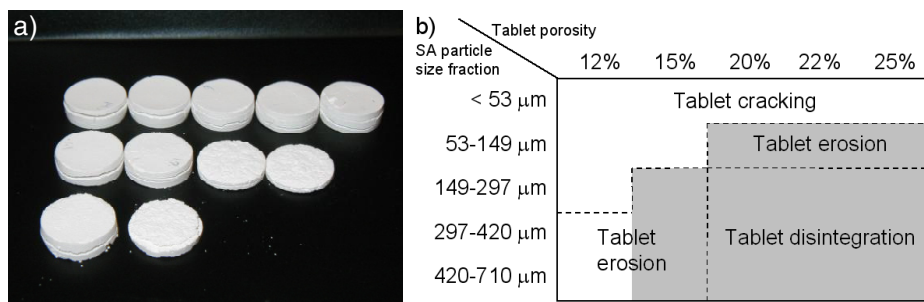 a)
b)
Tablet porosity
SA particle
size fraction
12% 15% 20% 22% 25%
< 53 μm
Tablet cracking
53-149 μm
Tablet erosion
149-297 μm
297-420 μm
Tablet
erosion
Tablet disintegration
420-710 μm